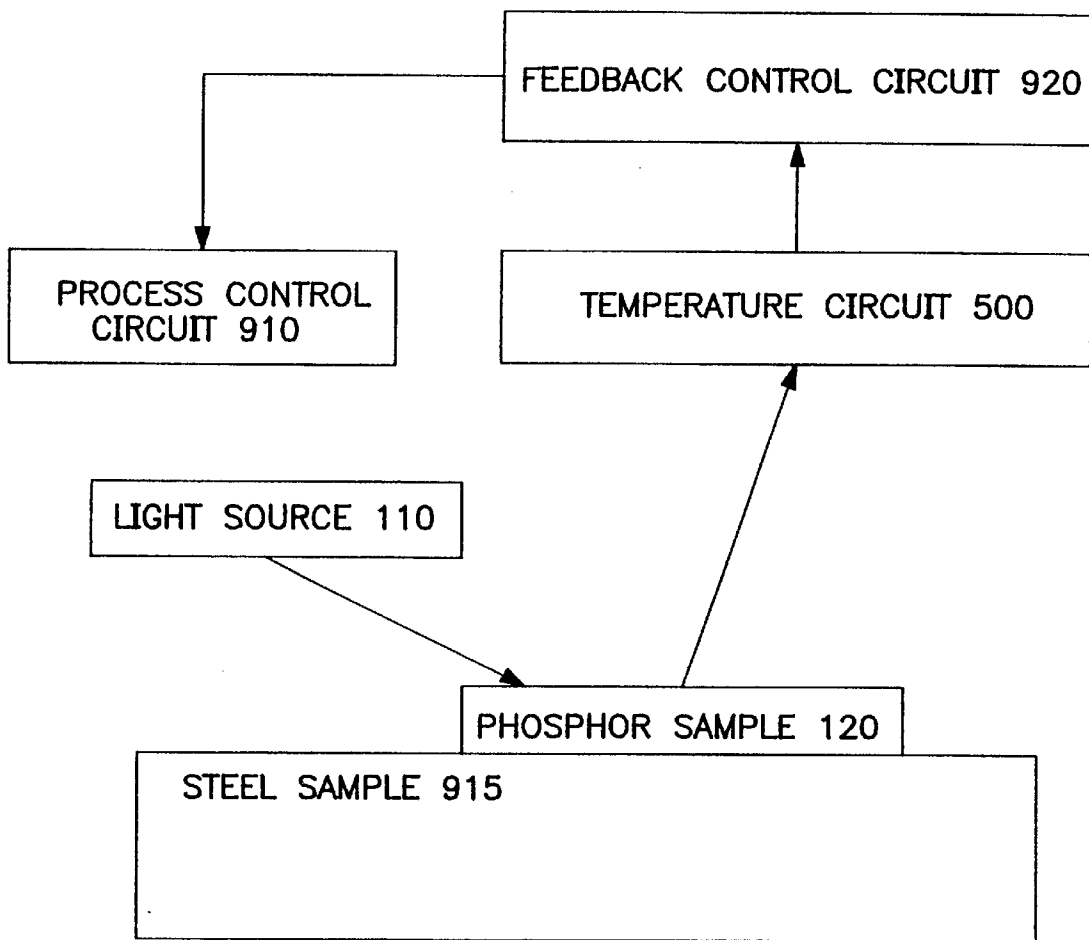 FEEDBACK CONTROL CIRCUIT 920
PROCESS CONTROL
CIRCUIT 910
TEMPERATURE CIRCUIT 500
LIGHT SOURCE 110
PHOSPHOR SAMPLE 120
STEEL SAMPLE 915